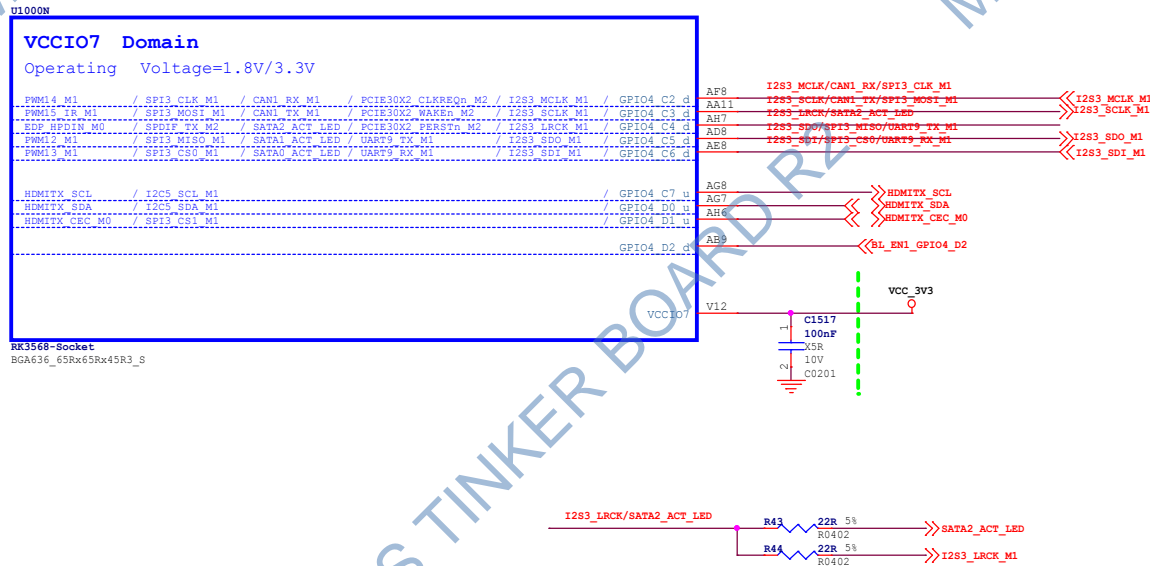 U1000N
VCCIO7 Domain
Operating Voltage=1.8V/3.3V
PWM14_M1 / SPI3_CLK_M1 / CAN1_RX_M1 / PCIE30X2_CLKREQn_M2 / I2S3_MCLK_M1 / GPIO4_C2_d AF8 I2S3_MCLK/CAN1_RX/SPI3_CLK_M1 I2S3_MCLK_M1
PWM15_IR_M1 / SPI3_MOSI_M1 / CAN1_TX_M1 / PCIE30X2_WAKEn_M2 / I2S3_SCLK_M1 / GPIO4_C3_d AA11 I2S3_SCLK/CAN1_TX/SPI3_MOSI_M1 I2S3_SCLK_M1
EDP_HPDIN_M0 / SPDIF_TX_M2 / SATA2_ACT_LED / PCIE30X2_PERSTn_M2 / I2S3_LRCK_M1 / GPIO4_C4_d AH7 I2S3_LRCK/SATA2_ACT_LED
PWM12_M1 / SPI3_MISO_M1 / SATA1_ACT_LED / UART9_TX_M1 / I2S3_SDO_M1 / GPIO4_C5_d AD8 I2S3_SDO/SPI3_MISO/UART9_TX_M1 I2S3_SDO_M1
PWM13_M1 / SPI3_CS0_M1 / SATA0_ACT_LED / UART9_RX_M1 / I2S3_SDI_M1 / GPIO4_C6_d AE8 I2S3_SDI/SPI3_CS0/UART9_RX_M1 I2S3_SDI_M1
HDMITX_SCL / I2C5_SCL_M1 / GPIO4_C7_u AG8 HDMITX_SCL
HDMITX_SDA / I2C5_SDA_M1 / GPIO4_D0_u AG7 HDMITX_SDA
HDMITX_CEC_M0 / SPI3_CS1_M1 / GPIO4_D1_u AH6 HDMITX_CEC_M0
GPIO4_D2_d AB9 BL_EN1_GPIO4_D2
VCC_3V3
VCCIO7 V12
1 C1517
100nF
X5R
2 10V
C0201
RK3568-Socket
BGA636_65Rx65Rx45R3_S
S TINKER BOARD R2
I2S3_LRCK/SATA2_ACT_LED R43 22R 5% SATA2_ACT_LED
R0402
R44 22R 5% I2S3_LRCK_M1
R0402